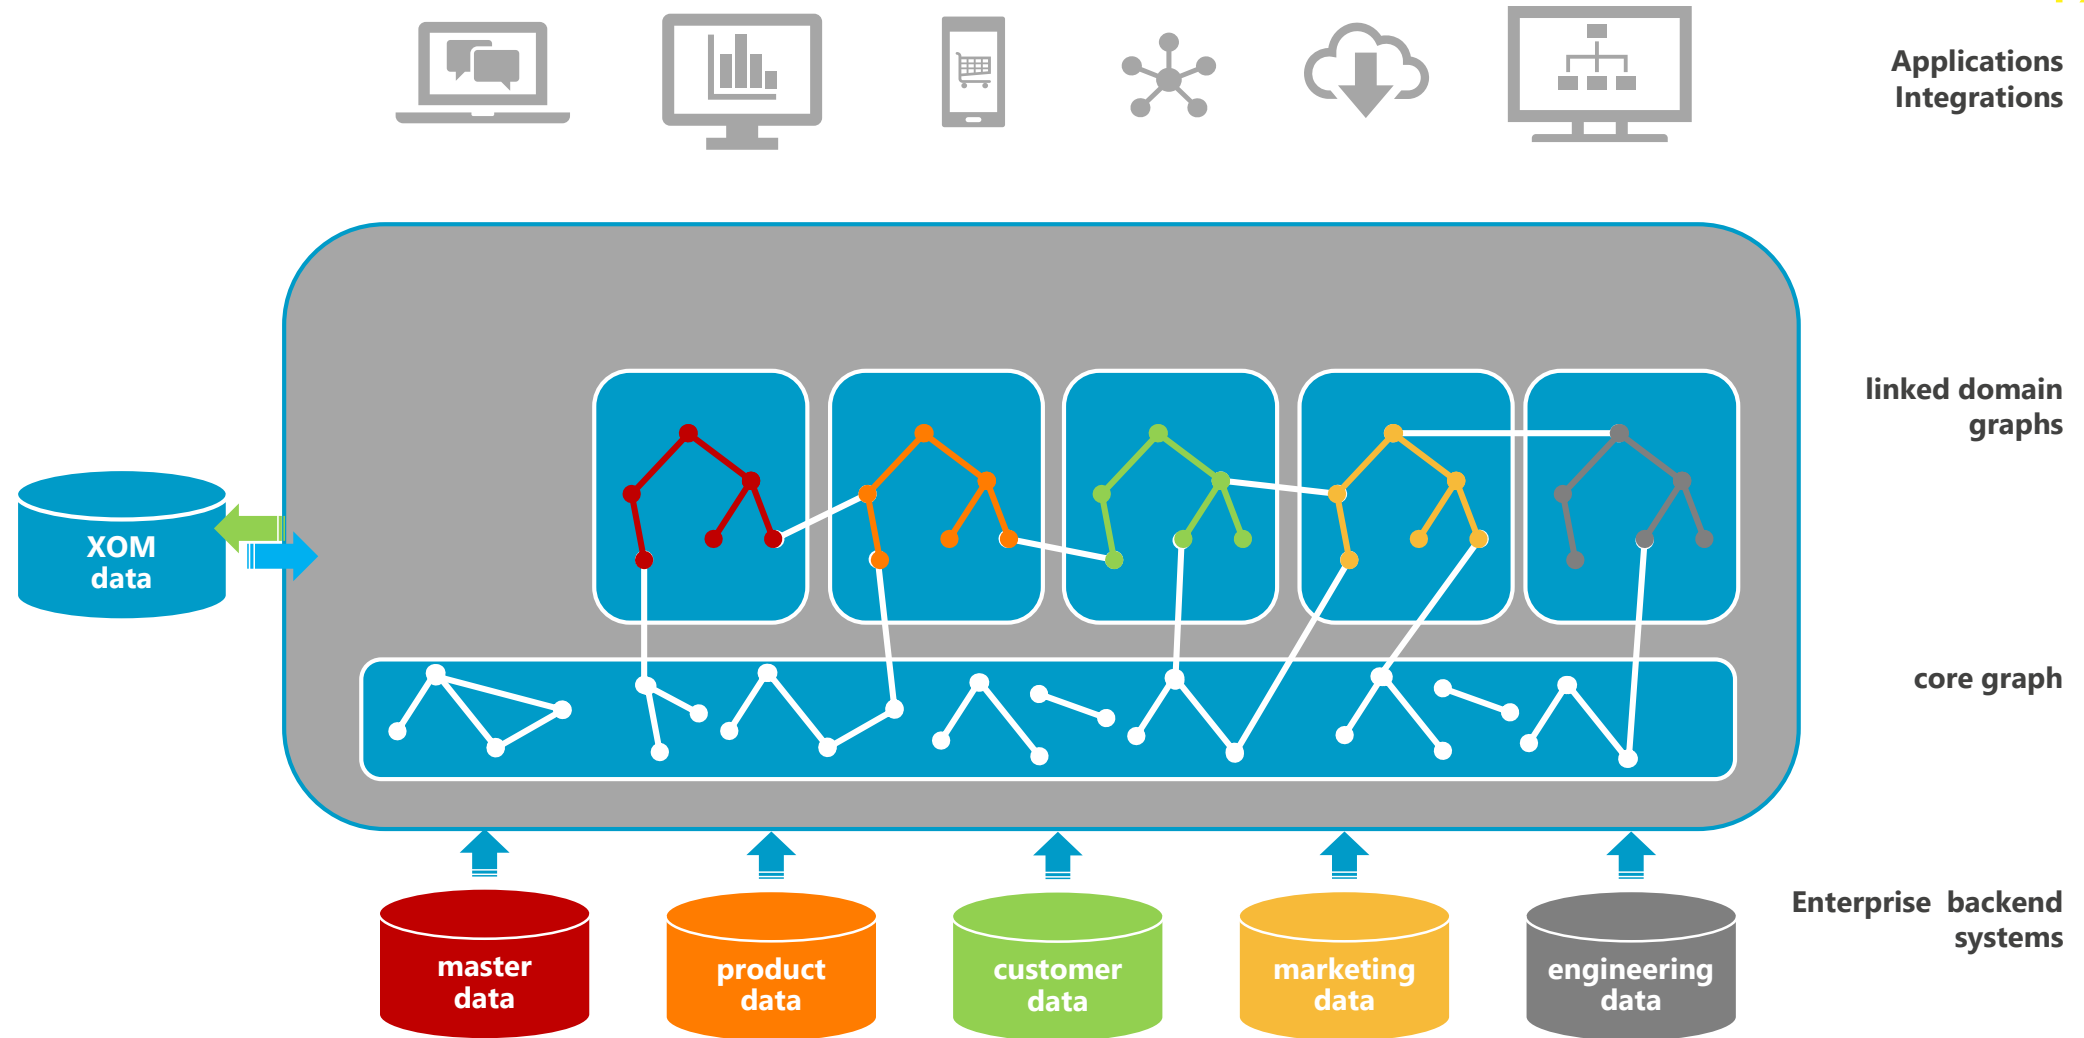 Applications
Integrations
linked domain
graphs
XOM
data
core graph
Enterprise backend
systems
master
data
product
data
customer
data
marketing
data
engineering
data